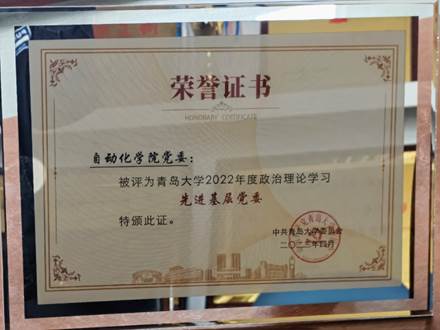 荣誉证书
HONORARY CERTIFICATE
自动化学院党委：
被评为青岛大学2022年度政治理论学习
先进基层党委
特颁此证。
中共青岛大学委员会
二〇二三年四月